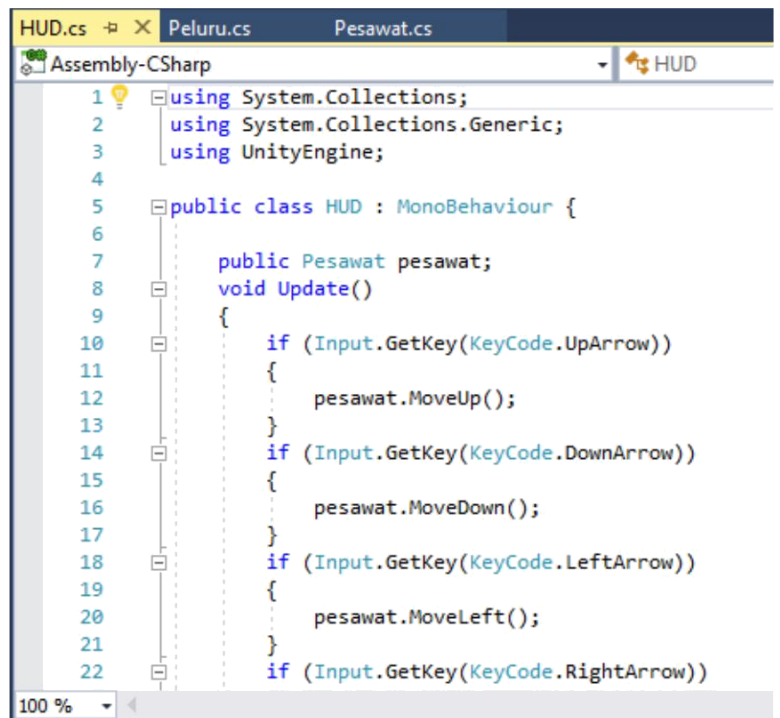 HUD.cs Peluru.cs Pesawat.cs
Assembly-CSharp HUD
1 using System.Collections;
2 using System.Collections.Generic;
3 using UnityEngine;
4
5 public class HUD : MonoBehaviour {
6
7 public Pesawat pesawat;
8 void Update()
9 {
10 if (Input.GetKey(KeyCode.UpArrow))
11 {
12 pesawat.MoveUp();
13 }
14 if (Input.GetKey(KeyCode.DownArrow))
15 {
16 pesawat.MoveDown();
17 }
18 if (Input.GetKey(KeyCode.LeftArrow))
19 {
20 pesawat.MoveLeft();
21 }
22 if (Input.GetKey(KeyCode.RightArrow))
100 %